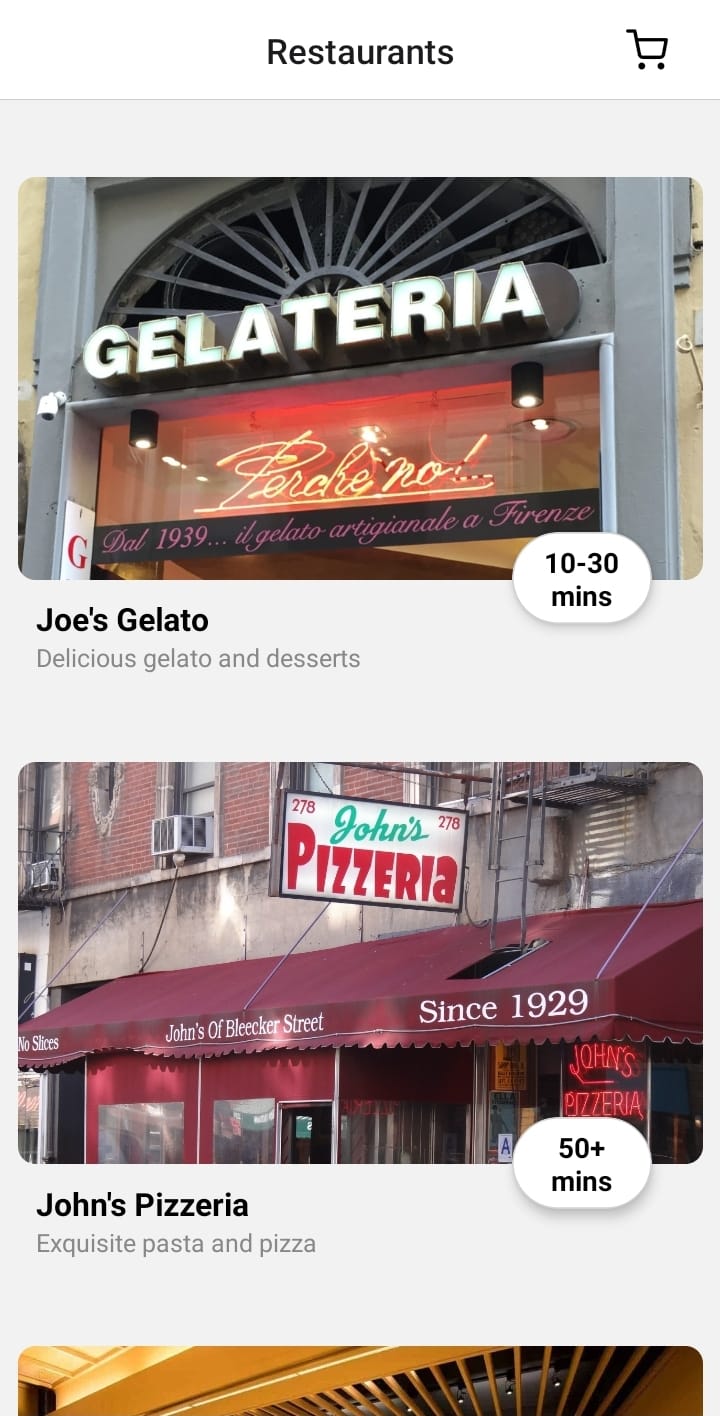 Restaurants
GELATERIA
Perchè no!
G
Dal 1939... il gelato artigianale a Firenze
10-30
mins
Joe's Gelato
Delicious gelato and desserts
278
John's
278
PIZZERIa
Since 1929
John's Of Bleecker Street
No Slices
JOHN'S
PIZZERIA
A
50+
mins
John's Pizzeria
Exquisite pasta and pizza